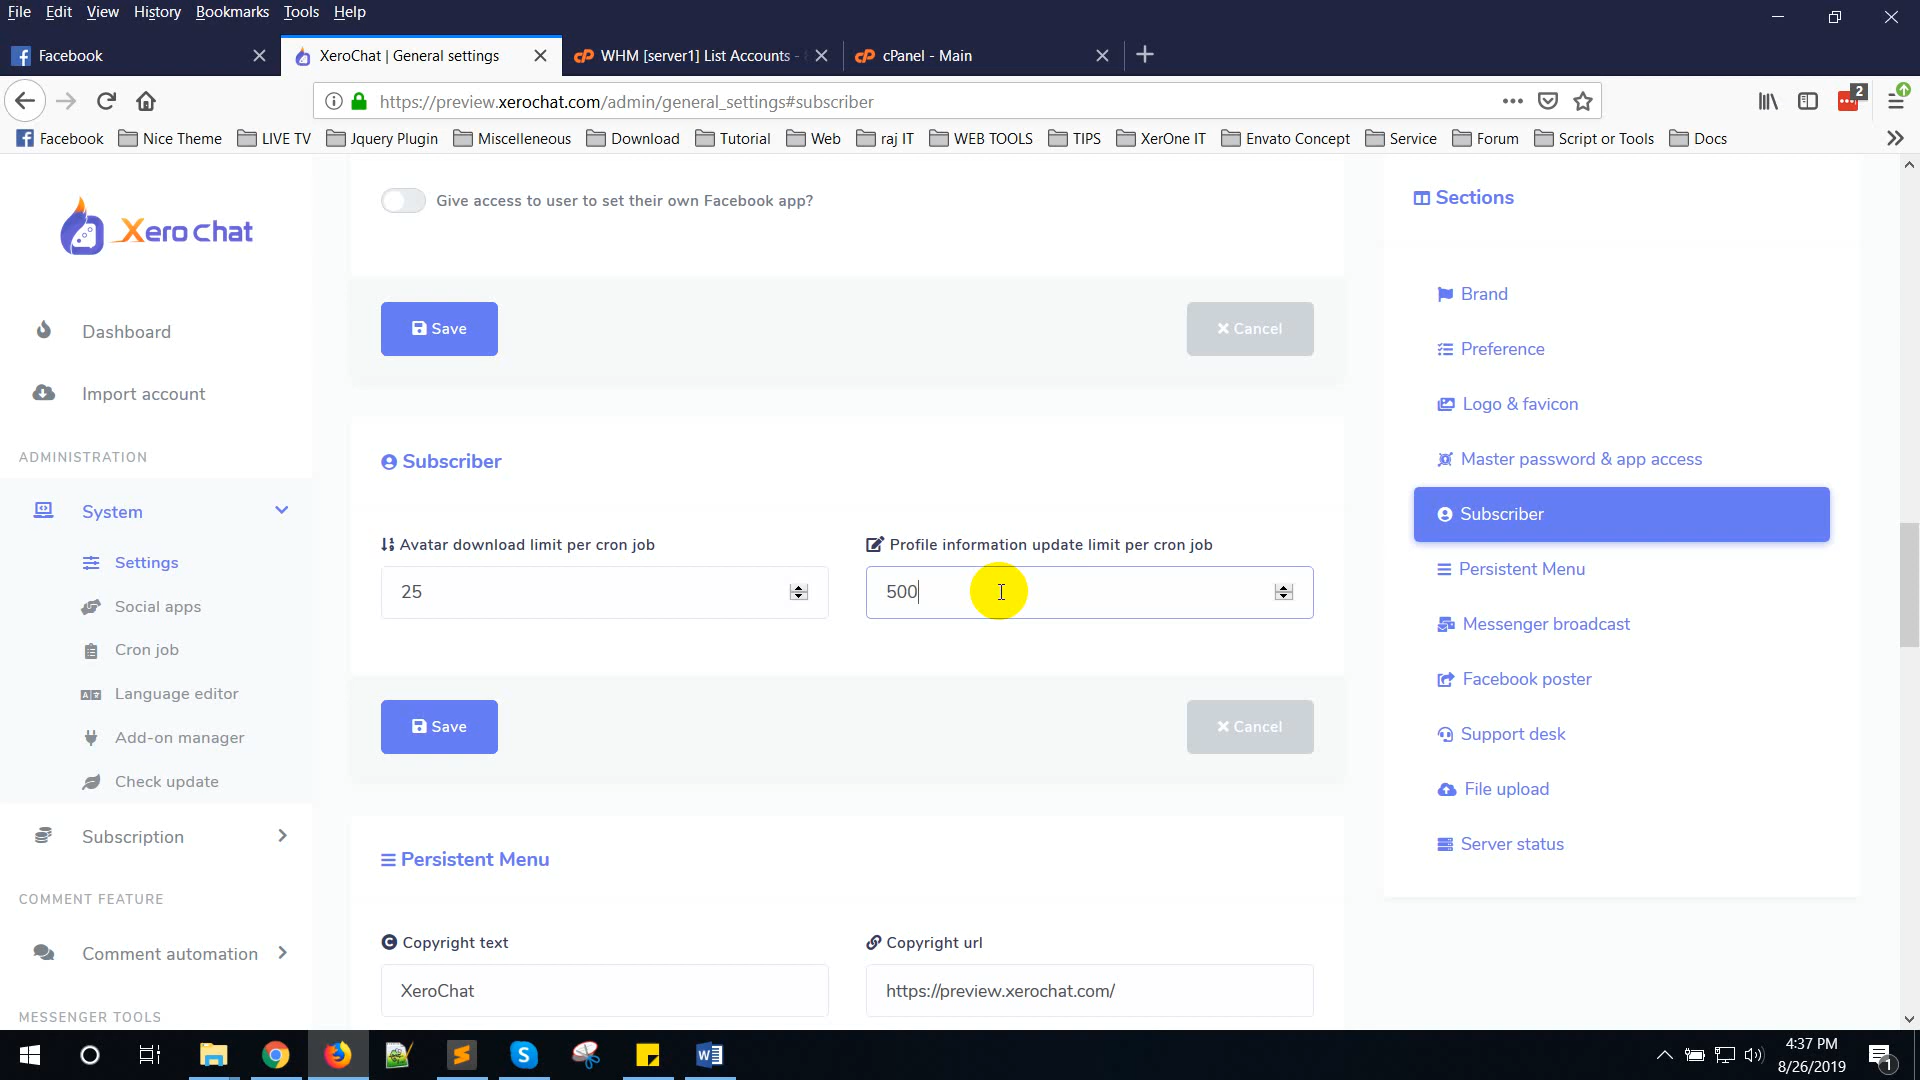 File Edit View History Bookmarks Tools Help
Facebook
XeroChat | General settings
WHM [server1] List Accounts -
cPanel - Main
https://preview.xerochat.com/admin/general_settings#subscriber
2
Facebook Nice Theme LIVE TV Jquery Plugin Miscelleneous Download Tutorial Web raj IT WEB TOOLS TIPS XerOne IT Envato Concept Service Forum Script or Tools Docs
Xero Chat
Dashboard
Import account
ADMINISTRATION
System
Settings
Social apps
Cron job
Language editor
Add-on manager
Check update
Subscription
COMMENT FEATURE
Comment automation
MESSENGER TOOLS
Give access to user to set their own Facebook app?
Save
Cancel
Subscriber
Avatar download limit per cron job
25
Profile information update limit per cron job
500
Save
Cancel
Persistent Menu
Copyright text
XeroChat
Copyright url
https://preview.xerochat.com/
Sections
Brand
Preference
Logo & favicon
Master password & app access
Subscriber
Persistent Menu
Messenger broadcast
Facebook poster
Support desk
File upload
Server status
4:37 PM
8/26/2019
1